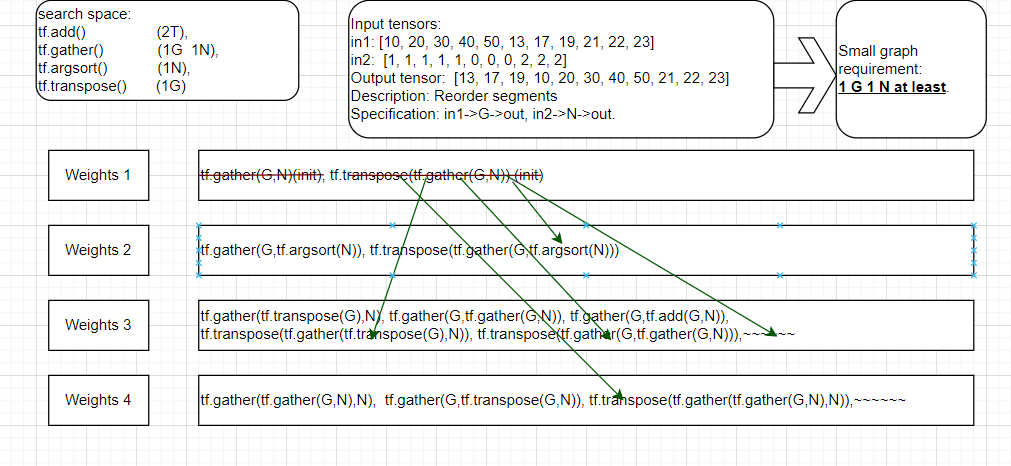 search space:
tf.add() (2T),
tf.gather() (1G 1N),
tf.argsort() (1N),
tf.transpose() (1G)
Input tensors:
in1: [10, 20, 30, 40, 50, 13, 17, 19, 21, 22, 23]
in2: [1, 1, 1, 1, 1, 0, 0, 0, 2, 2, 2]
Output tensor: [13, 17, 19, 10, 20, 30, 40, 50, 21, 22, 23]
Description: Reorder segments
Specification: in1->G->out, in2->N->out.
Small graph
requirement:
1 G 1 N at least.
Weights 1
tf.gather(G,N)(init), tf.transpose(tf.gather(G,N)) (init)
Weights 2
tf.gather(G,tf.argsort(N)), tf.transpose(tf.gather(G,tf.argsort(N)))
Weights 3
tf.gather(tf.transpose(G),N), tf.gather(G,tf.gather(G,N)), tf.gather(G,tf.add(G,N)),
tf.transpose(tf.gather(tf.transpose(G),N)), tf.transpose(tf.gather(G,tf.gather(G,N))),~~~~~~
Weights 4
tf.gather(tf.gather(G,N),N), tf.gather(G,tf.transpose(G,N)), tf.transpose(tf.gather(tf.gather(G,N),N)),~~~~~~